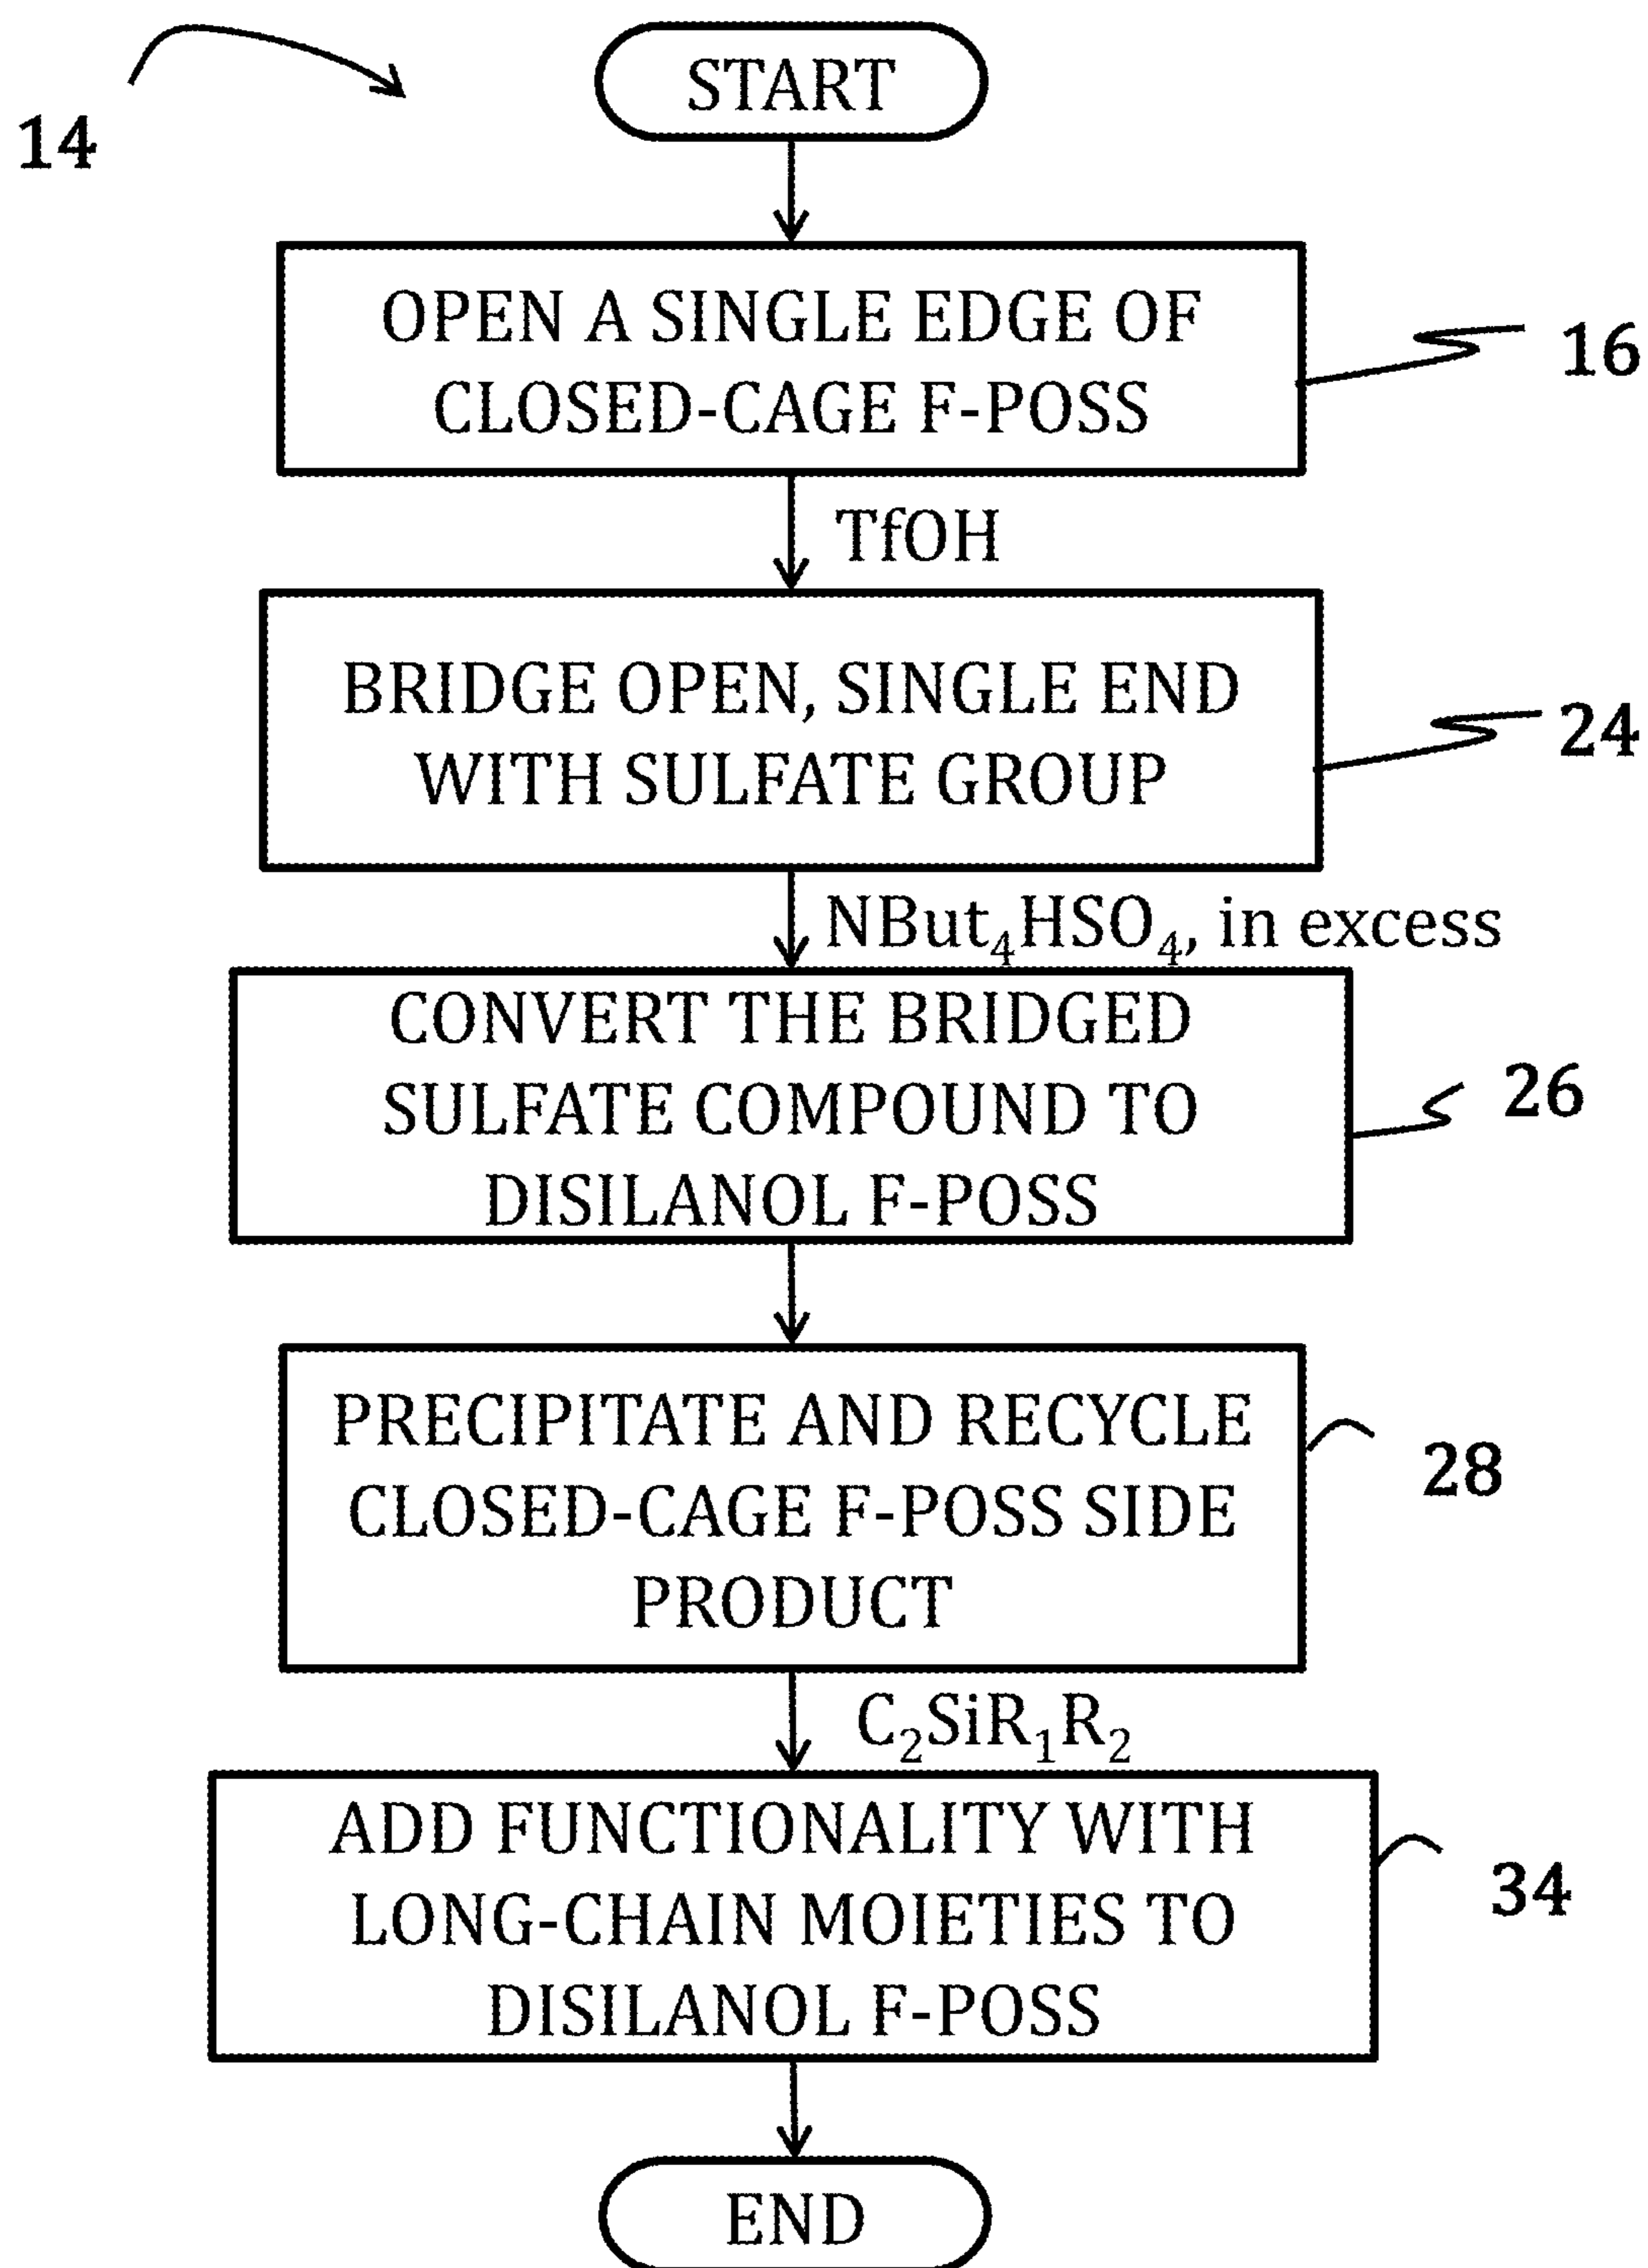 14
START
OPEN A SINGLE EDGE OF
CLOSED-CAGE F-POSS
16
TfOH
BRIDGE OPEN, SINGLE END
WITH SULFATE GROUP
24
NBut₄HSO₄, in excess
CONVERT THE BRIDGED
SULFATE COMPOUND TO
DISILANOL F-POSS
26
PRECIPITATE AND RECYCLE
CLOSED-CAGE F-POSS SIDE
PRODUCT
28
C₂SiR₁R₂
ADD FUNCTIONALITY WITH
LONG-CHAIN MOIETIES TO
DISILANOL F-POSS
34
END